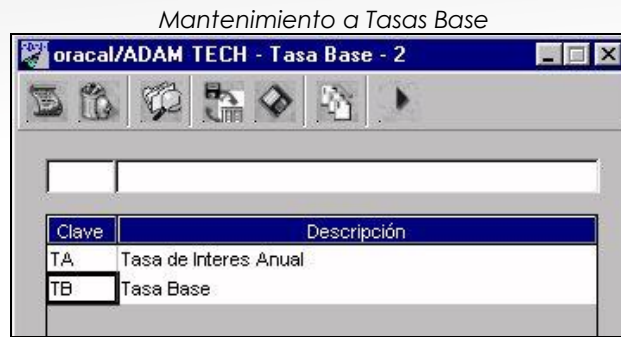 Mantenimiento a Tasas Base
oracal/ADAM TECH - Tasa Base - 2
Clave Descripción
TA Tasa de Interes Anual
TB Tasa Base